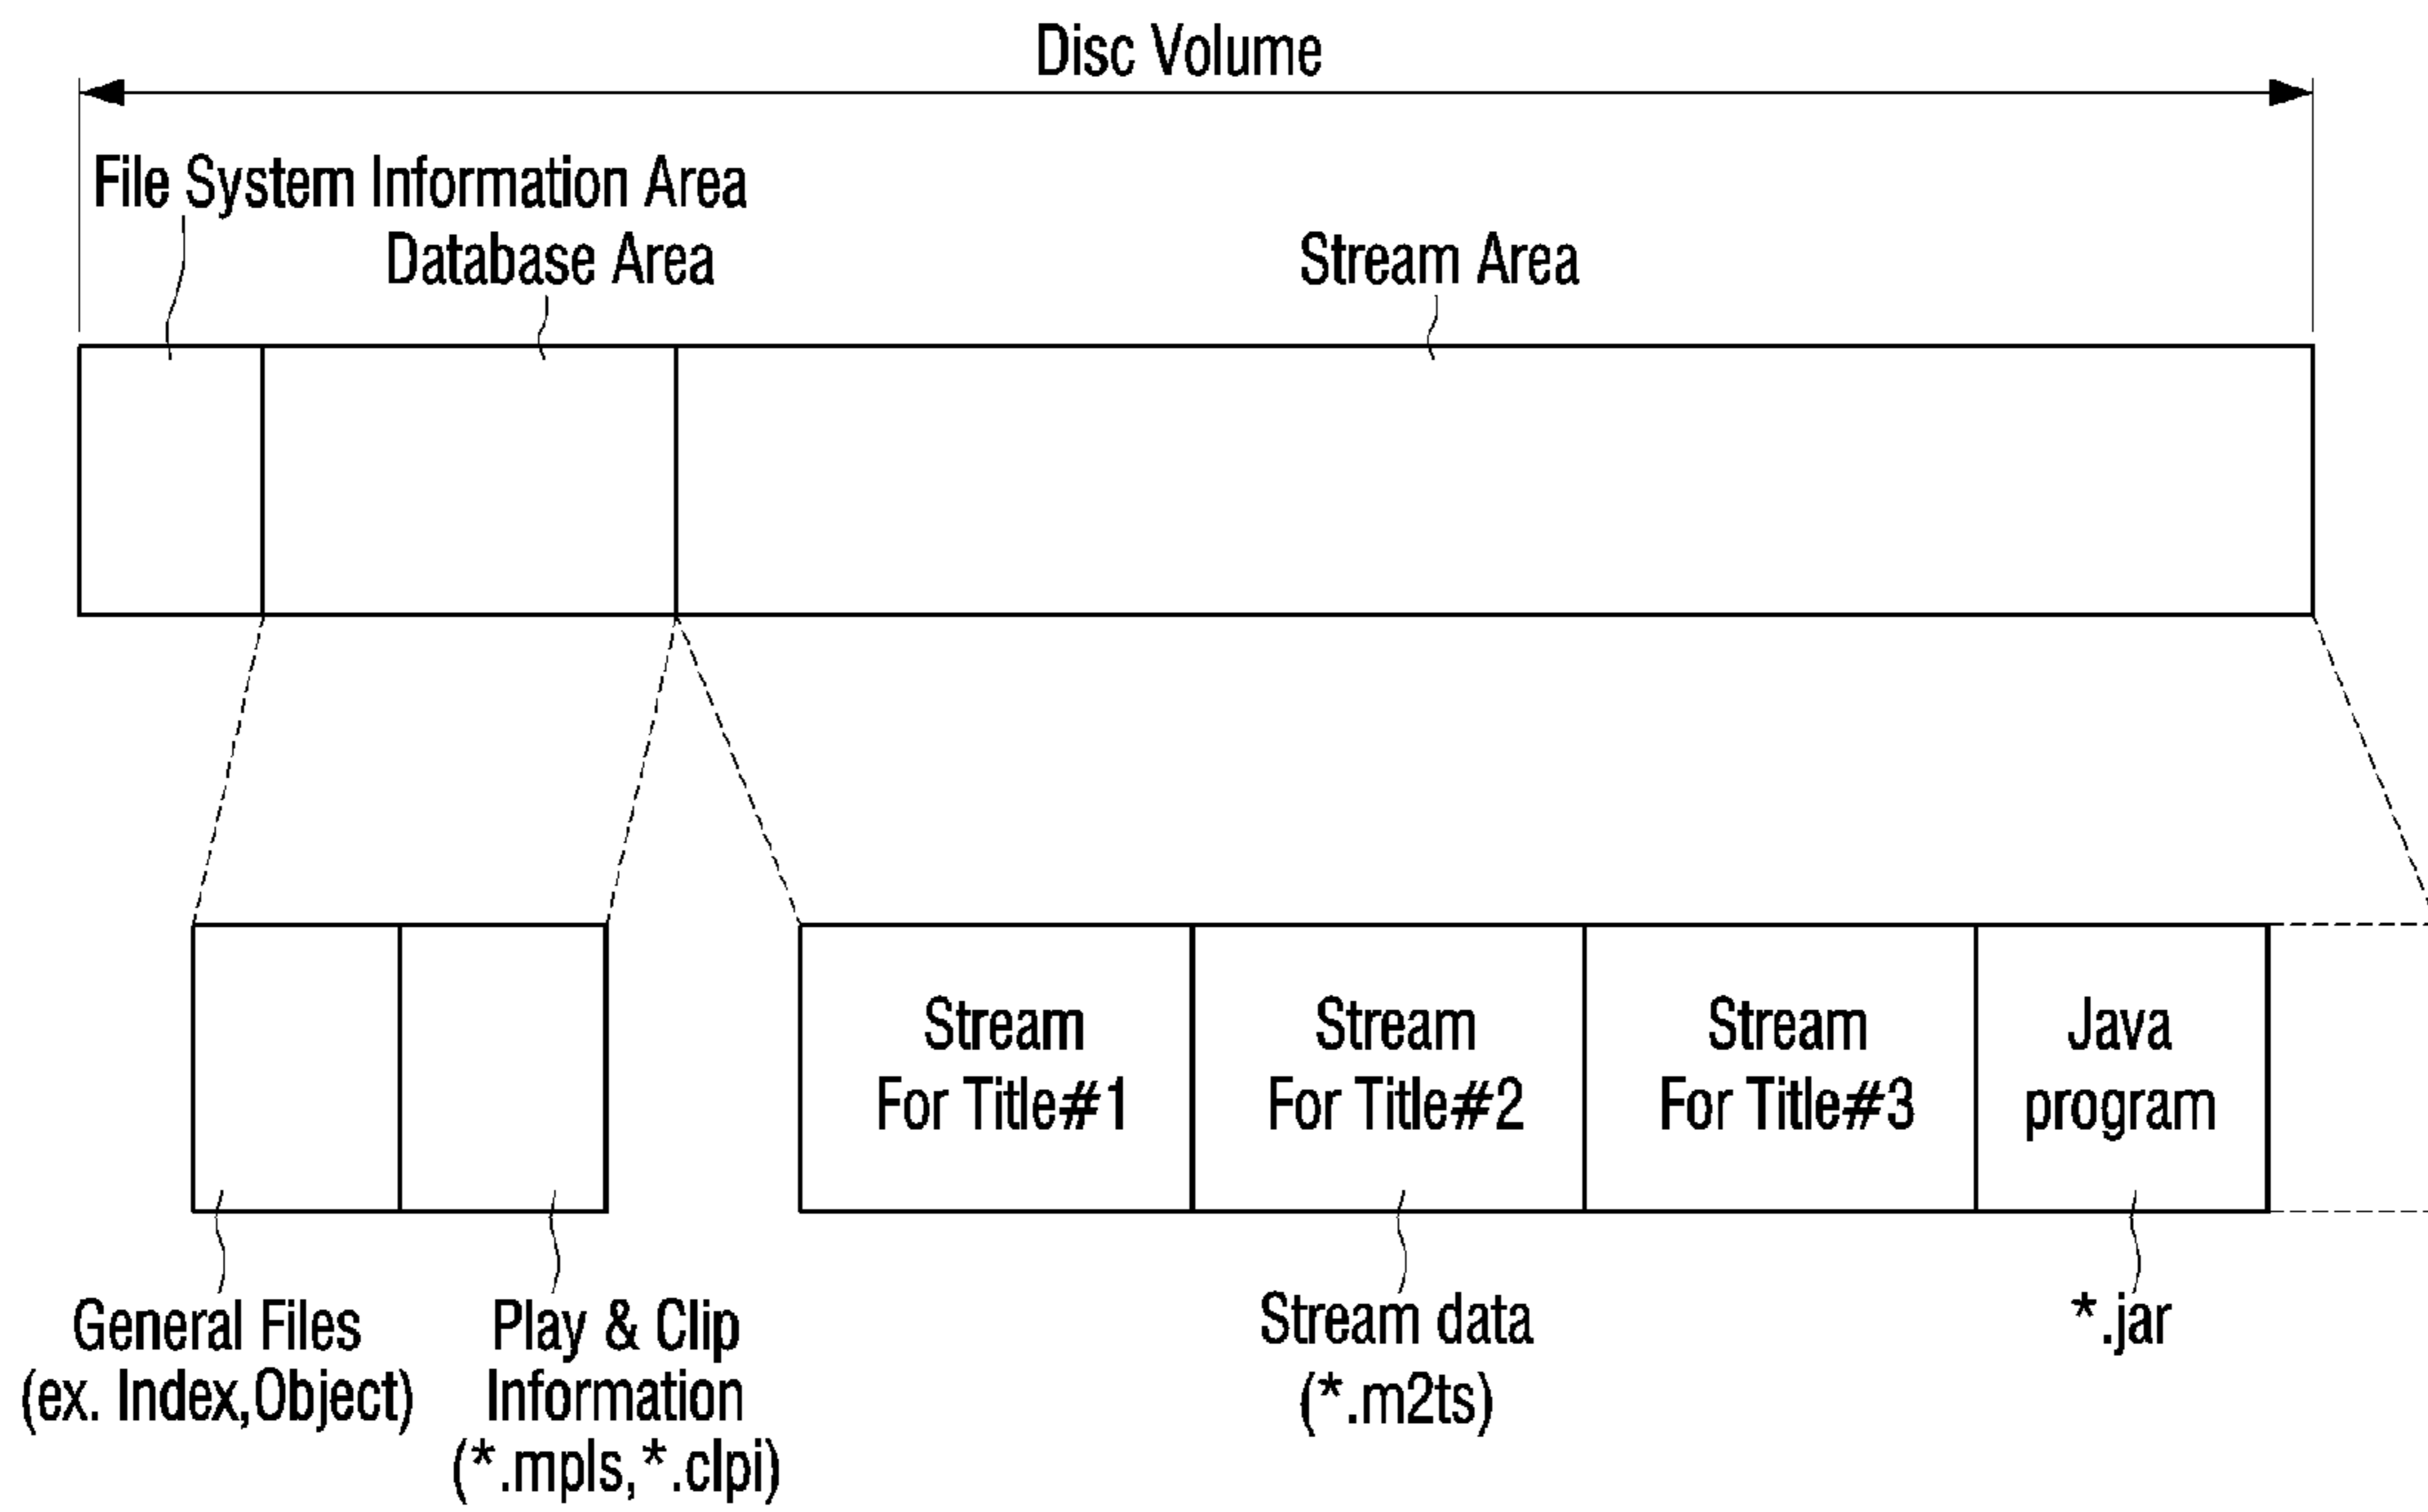 Disc Volume
File System Information Area
Database Area
Stream Area
Stream
For Title#1
Stream
For Title#2
Stream
For Title#3
Java
program
General Files
(ex. Index,Object)
Play & Clip
Information
(*.mpls,*.clpi)
Stream data
(*.m2ts)
*.jar